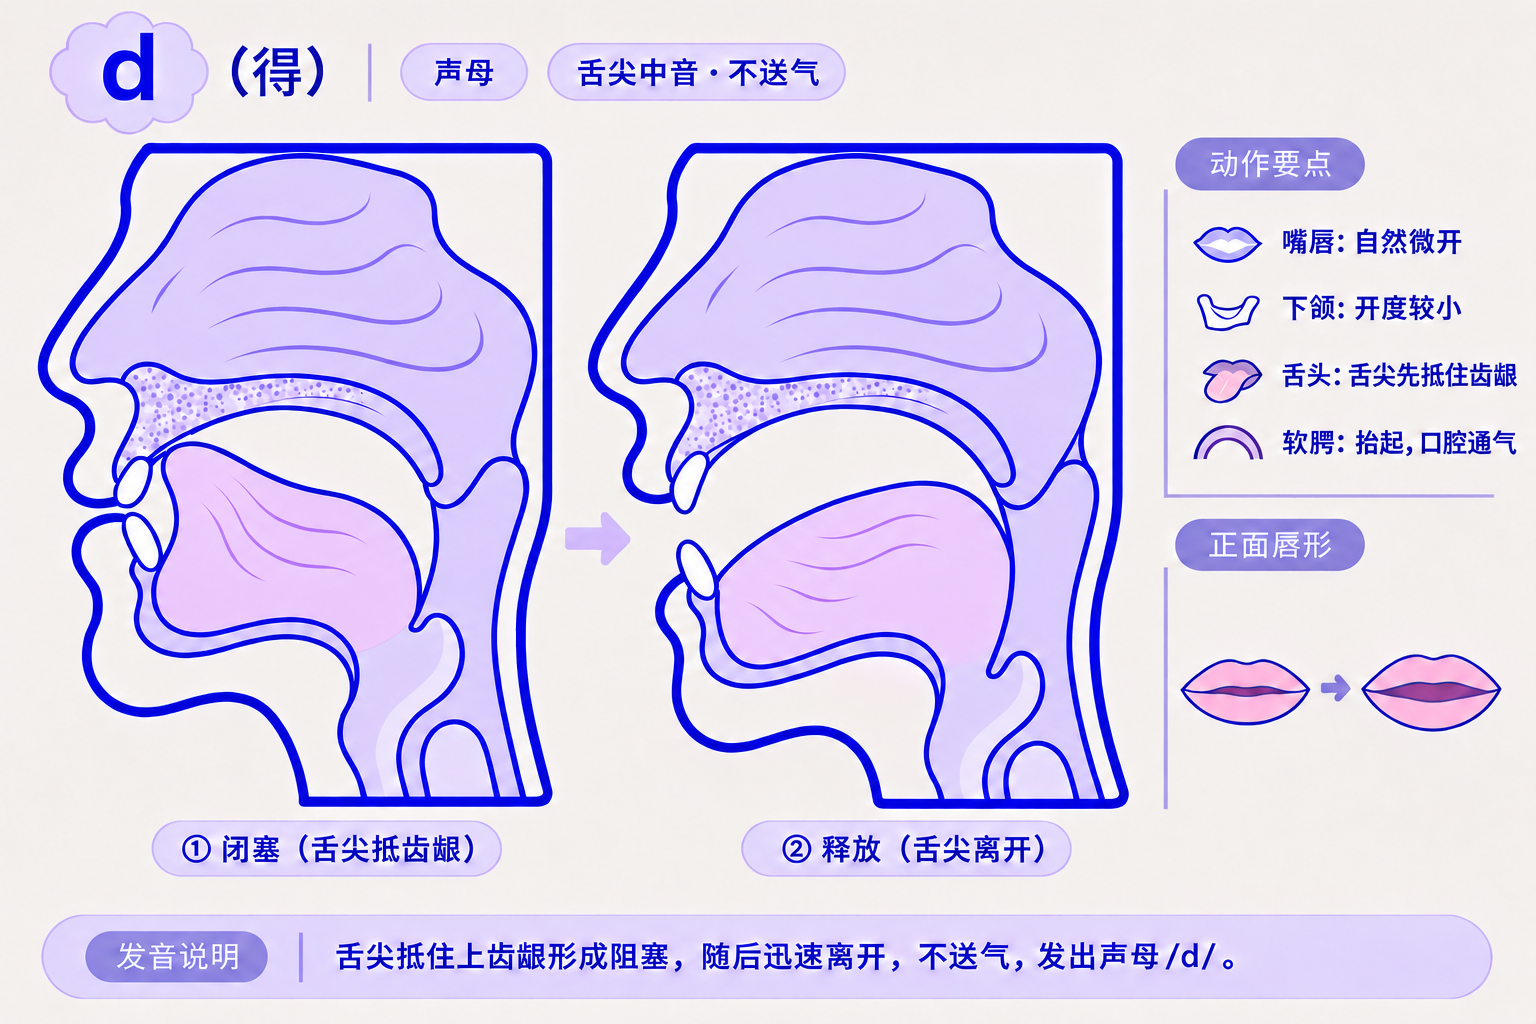 d （得） 声母 舌尖中音·不送气
动作要点
嘴唇：自然微开
下颌：开度较小
舌头：舌尖先抵住齿龈
软腭：抬起，口腔通气
正面唇形
① 闭塞（舌尖抵齿龈）
② 释放（舌尖离开）
发音说明 舌尖抵住上齿龈形成阻塞，随后迅速离开，不送气，发出声母 /d/ 。